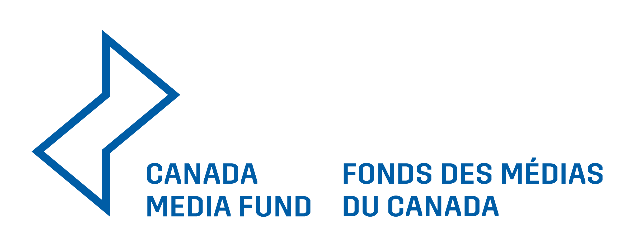 CANADA
MEDIA FUND
FONDS DES MÉDIAS
DU CANADA